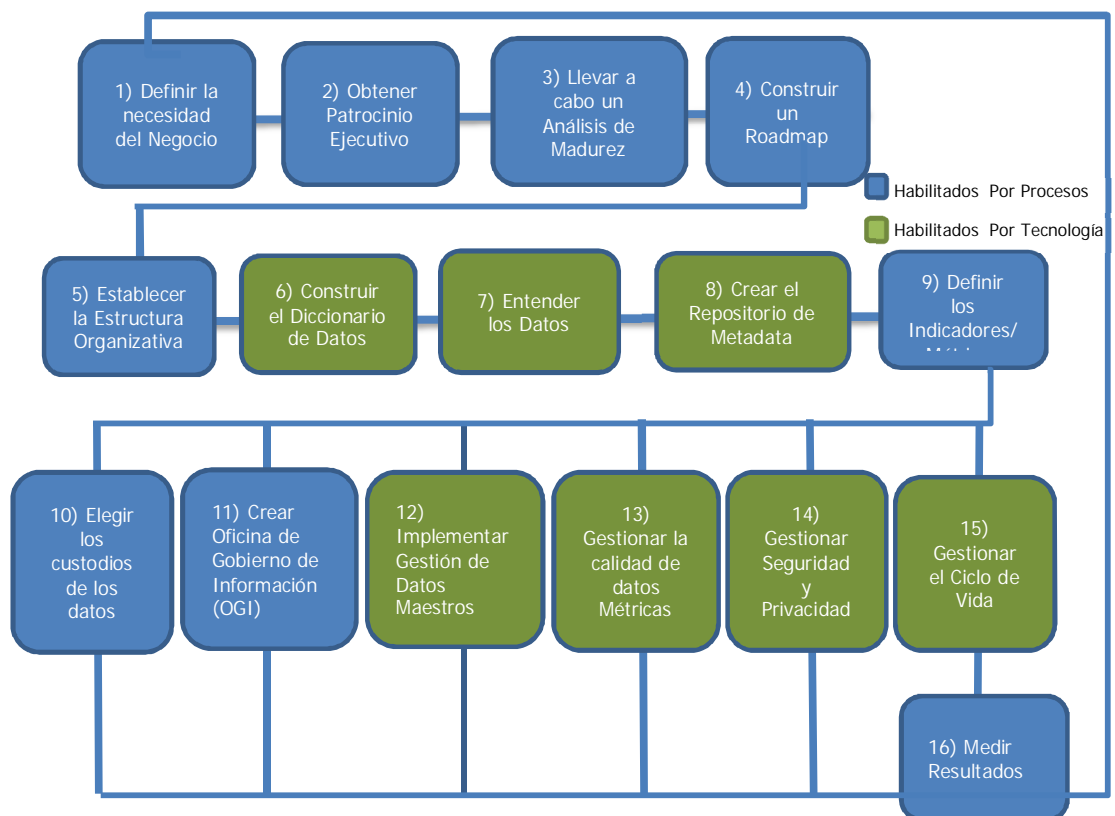 1) Definir la
necesidad
del Negocio
2) Obtener
Patrocinio
Ejecutivo
3) Llevar a
cabo un
Análisis de
Madurez
4) Construir
un
Roadmap
Habilitados Por Procesos
Habilitados Por Tecnología
5) Establecer
la Estructura
Organizativa
6) Construir
el Diccionario
de Datos
7) Entender
los Datos
8) Crear el
Repositorio de
Metadata
9) Definir
los
Indicadores/
10) Elegir
los
custodios
de los
datos
11) Crear
Oficina de
Gobierno de
Información
(OGI)
12)
Implementar
Gestión de
Datos
Maestros
13)
Gestionar la
calidad de
datos
Métricas
14)
Gestionar
Seguridad
y
Privacidad
15)
Gestionar
el Ciclo de
Vida
16) Medir
Resultados